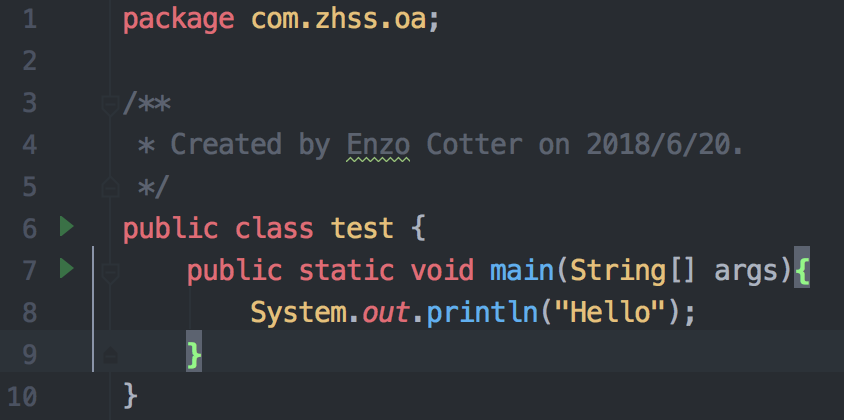 1 package com.zhss.oa;
2
3 /**
4  * Created by Enzo Cotter on 2018/6/20.
5  */
6 public class test {
7     public static void main(String[] args){
8         System.out.println("Hello");
9     }
10 }